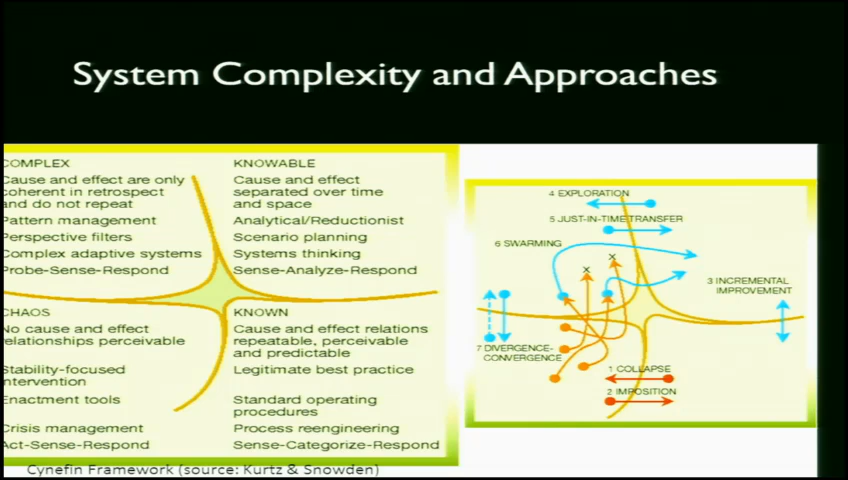 System Complexity and Approaches
COMPLEX
Cause and effect are only
coherent in retrospect
and do not repeat
Pattern management
Perspective filters
Complex adaptive systems
Probe-Sense-Respond
KNOWABLE
Cause and effect
separated over time
and space
Analytical/Reductionist
Scenario planning
Systems thinking
Sense-Analyze-Respond
CHAOS
No cause and effect
relationships perceivable
Stability-focused
intervention
Enactment tools
Crisis management
Act-Sense-Respond
KNOWN
Cause and effect relations
repeatable, perceivable
and predictable
Legitimate best practice
Standard operating
procedures
Process reengineering
Sense-Categorize-Respond
Cynefin Framework (source: Kurtz & Snowden)
4 EXPLORATION
5 JUST-IN-TIME TRANSFER
6 SWARMING
X
X
3 INCREMENTAL
IMPROVEMENT
7 DIVERGENCE-
CONVERGENCE
1 COLLAPSE
2 IMPOSITION